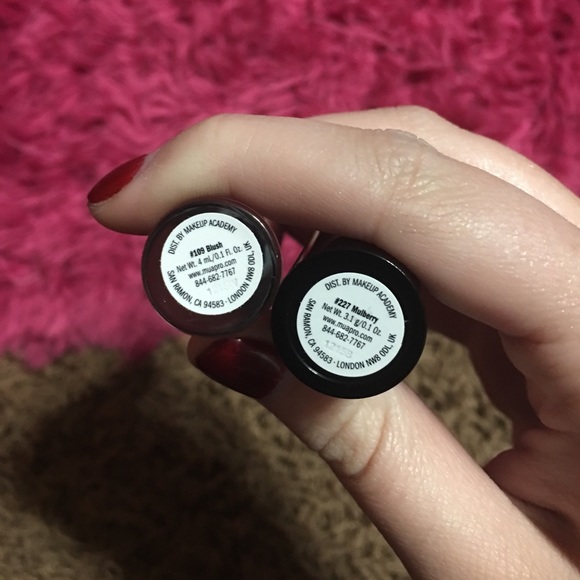 DIST. BY MAKEUP ACADEMY
#109 Blush
Net Wt. 4 mL/0.1 Fl. Oz.
www.muapro.com
844-682-7767
SAN RAMON, CA 94583 · LONDON NW8 0DL, UK
DIST. BY MAKEUP ACADEMY
#227 Mulberry
Net Wt. 3.1 g/0.1 Oz.
www.muapro.com
844-682-7767
SAN RAMON, CA 94583 · LONDON NW8 0DL, UK